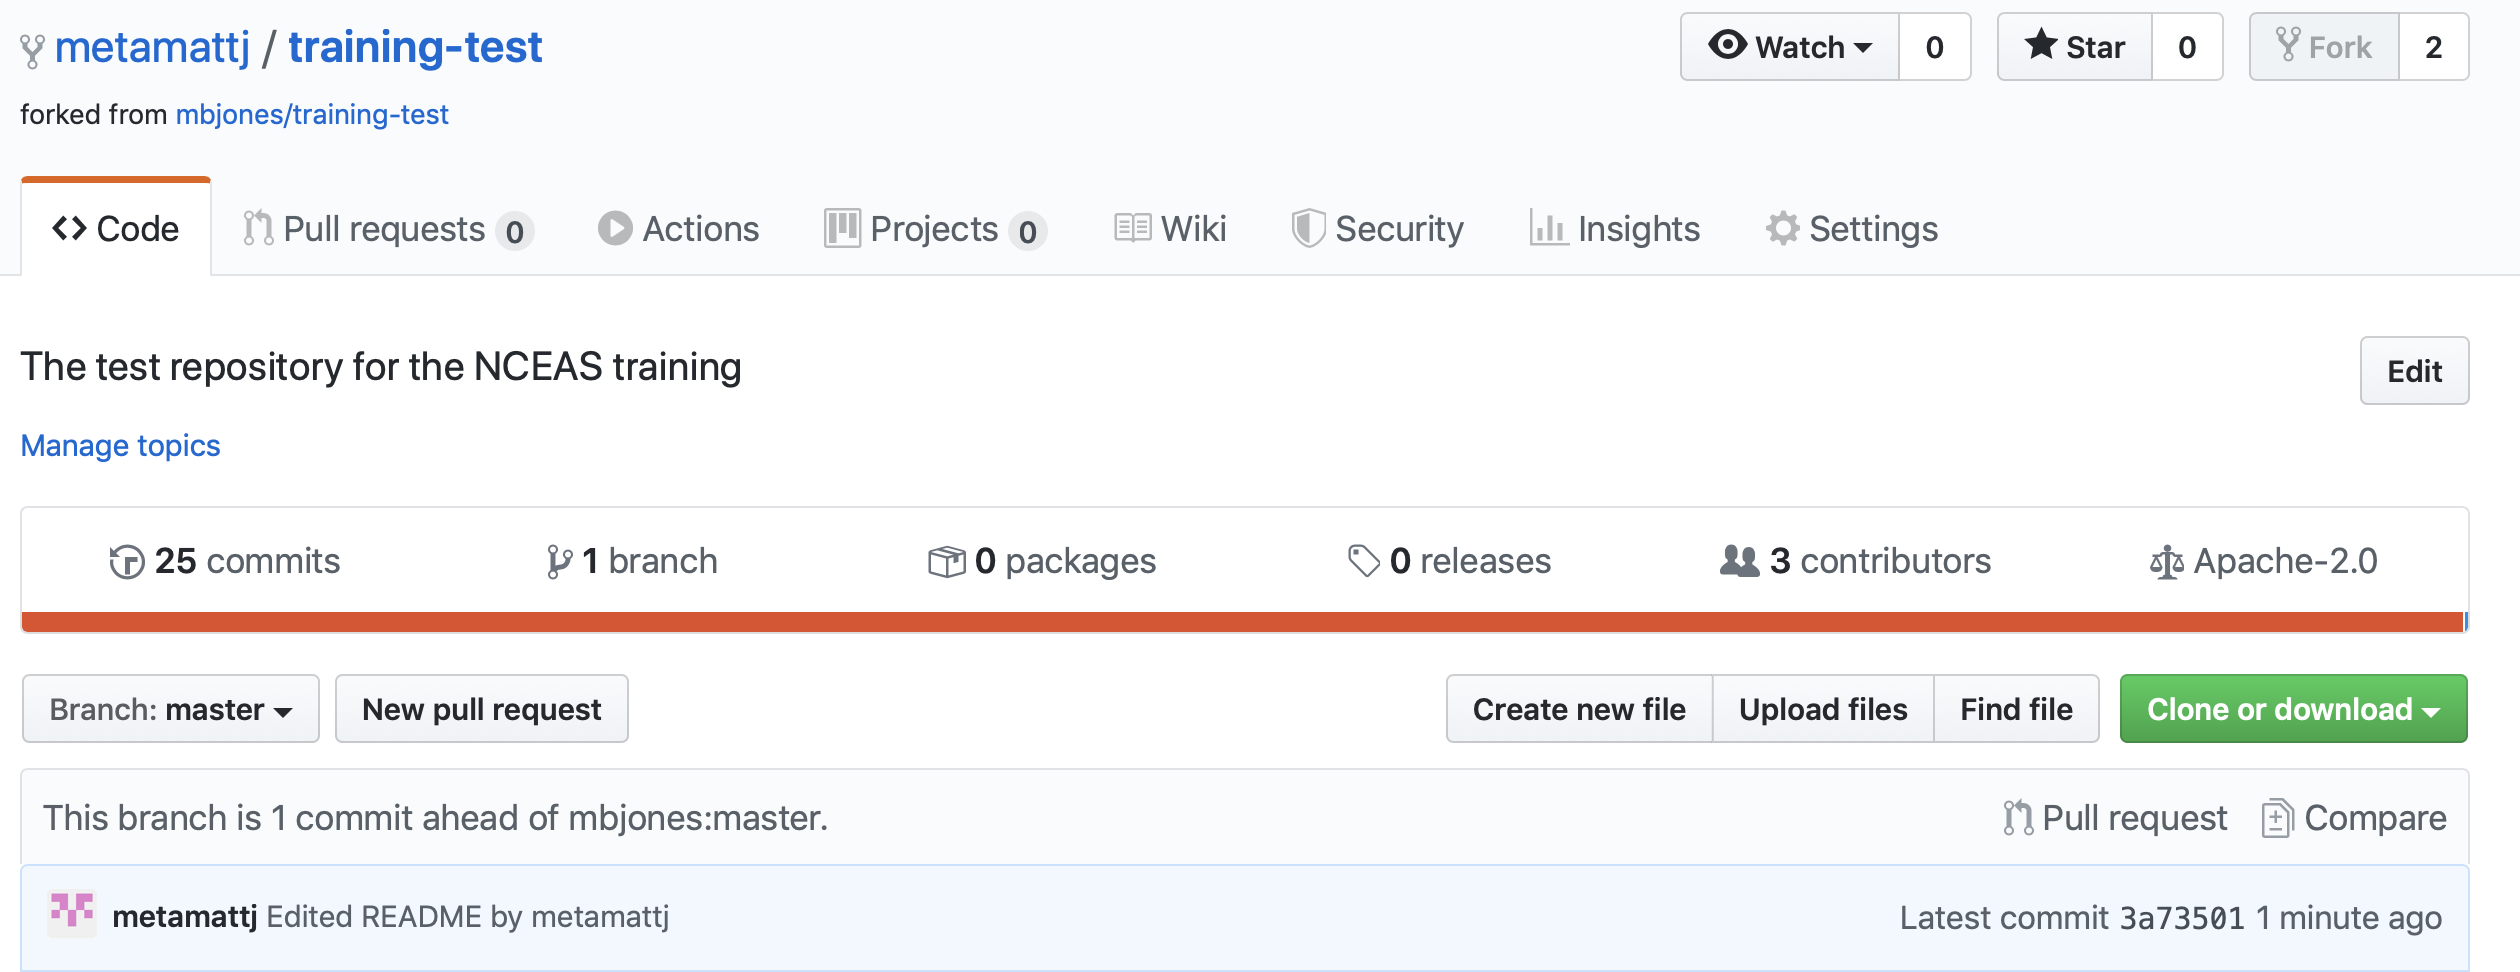 metamattj / training-test
Watch 0
Star 0
Fork 2
forked from mbjones/training-test
Code
Pull requests 0
Actions
Projects 0
Wiki
Security
Insights
Settings
The test repository for the NCEAS training
Edit
Manage topics
25 commits
1 branch
0 packages
0 releases
3 contributors
Apache-2.0
Branch: master
New pull request
Create new file
Upload files
Find file
Clone or download
This branch is 1 commit ahead of mbjones:master.
Pull request
Compare
metamattj Edited README by metamattj
Latest commit 3a73501 1 minute ago